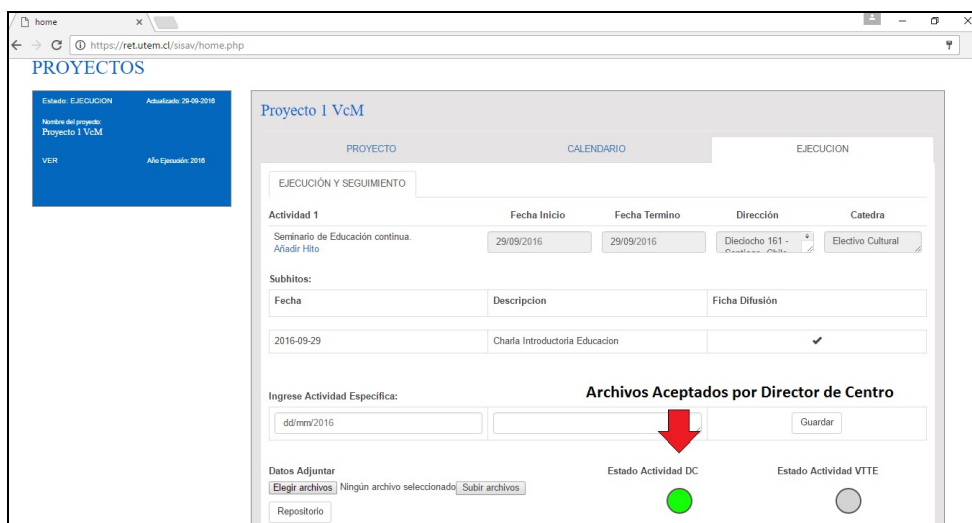 home
https://ret.utem.cl/sisav/home.php
PROYECTOS
Estado: EJECUCION Actualizado: 29-09-2016
Nombre del proyecto:
Proyecto 1 VcM
VER Año Ejecución: 2016
Proyecto 1 VcM
PROYECTO CALENDARIO EJECUCION
EJECUCIÓN Y SEGUIMIENTO
Actividad 1 Fecha Inicio Fecha Termino Dirección Catedra
Seminario de Educación continua. 29/09/2016 29/09/2016 Dieciocho 161 - Electivo Cultural
Añadir Hito Santiago, Chile
Subhitos:
Fecha Descripcion Ficha Difusión
2016-09-29 Charla Introductoria Educacion ✔
Ingrese Actividad Específica: Archivos Aceptados por Director de Centro
dd/mm/2016 Guardar
Datos Adjuntar Estado Actividad DC Estado Actividad VTTE
Elegir archivos Ningún archivo seleccionado Subir archivos
Repositorio